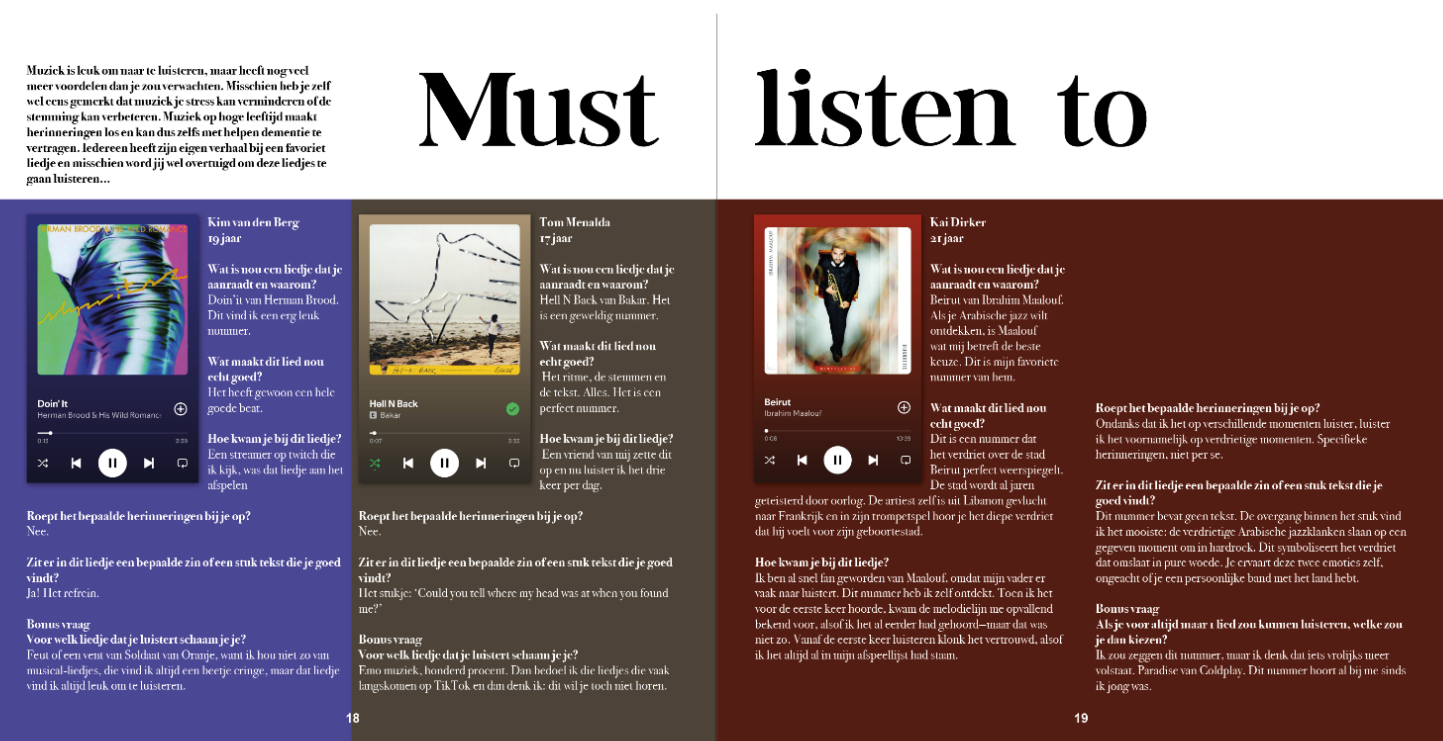 Muziek is leuk om naar te luisteren, maar heeft nog veel
meer voordelen dan je zou verwachten. Misschien heb je zelf
wel eens gemerkt dat muziek je stress kan verminderen of de
stemming kan verbeteren. Muziek op hoge leeftijd maakt
herinneringen los en kan dus zelfs met helpen dementie te
vertragen. Iedereen heeft zijn eigen verhaal bij een favoriet
liedje en misschien word jij wel overtuigd om deze liedjes te
gaan luisteren...
Must listen to
HERMAN BROOD & HIS WILD ROMANCE
shpritsz
Doin' It
Herman Brood & His Wild Romance
0:13
2:39
Kim van den Berg
19 jaar
Wat is nou een liedje dat je
aanraadt en waarom?
Doin'it van Herman Brood.
Dit vind ik een erg leuk
nummer.
Wat maakt dit lied nou
echt goed?
Het heeft gewoon een hele
goede beat.
Hoe kwam je bij dit liedje?
Een streamer op twitch die
ik kijk, was dat liedje aan het
afspelen
Roept het bepaalde herinneringen bij je op?
Nee.
Zit er in dit liedje een bepaalde zin of een stuk tekst die je goed
vindt?
Ja! Het refrein.
Bonus vraag
Voor welk liedje dat je luistert schaam je je?
Feut of een vent van Soldaat van Oranje, want ik hou niet zo van
musical-liedjes, die vind ik altijd een beetje cringe, maar dat liedje
vind ik altijd leuk om te luisteren.
HELL N BACK
BAKAR
Hell N Back
E Bakar
0:07
3:33
Tom Menalda
17 jaar
Wat is nou een liedje dat je
aanraadt en waarom?
Hell N Back van Bakar. Het
is een geweldig nummer.
Wat maakt dit lied nou
echt goed?
Het ritme, de stemmen en
de tekst. Alles. Het is een
perfect nummer.
Hoe kwam je bij dit liedje?
Een vriend van mij zette dit
op en nu luister ik het drie
keer per dag.
Roept het bepaalde herinneringen bij je op?
Nee.
Zit er in dit liedje een bepaalde zin of een stuk tekst die je goed
vindt?
Het stukje: 'Could you tell where my head was at when you found
me?'
Bonus vraag
Voor welk liedje dat je luistert schaam je je?
Emo muziek, honderd procent. Dan bedoel ik die liedjes die vaak
langskomen op TikTok en dan denk ik: dit wil je toch niet horen.
18
IBRAHIM MAALOUF
Beirut
Ibrahim Maalouf
0:08
10:39
Kai Dirker
21 jaar
Wat is nou een liedje dat je
aanraadt en waarom?
Beirut van Ibrahim Maalouf.
Als je Arabische jazz wilt
ontdekken, is Maalouf
wat mij betreft de beste
keuze. Dit is mijn favoriete
nummer van hem.
Wat maakt dit lied nou
echt goed?
Dit is een nummer dat
het verdriet over de stad
Beirut perfect weerspiegelt.
De stad wordt al jaren
geteisterd door oorlog. De artiest zelf is uit Libanon gevlucht
naar Frankrijk en in zijn trompetspel hoor je het diepe verdriet
dat hij voelt voor zijn geboortestad.
Hoe kwam je bij dit liedje?
Ik ben al snel fan geworden van Maalouf, omdat mijn vader er
vaak naar luistert. Dit nummer heb ik zelf ontdekt. Toen ik het
voor de eerste keer hoorde, kwam de melodielijn me opvallend
bekend voor, alsof ik het al eerder had gehoord—maar dat was
niet zo. Vanaf de eerste keer luisteren klonk het vertrouwd, alsof
ik het altijd al in mijn afspeellijst had staan.
Roept het bepaalde herinneringen bij je op?
Ondanks dat ik het op verschillende momenten luister, luister
ik het voornamelijk op verdrietige momenten. Specifieke
herinneringen, niet per se.
Zit er in dit liedje een bepaalde zin of een stuk tekst die je
goed vindt?
Dit nummer bevat geen tekst. De overgang binnen het stuk vind
ik het mooiste: de verdrietige Arabische jazzklanken slaan op een
gegeven moment om in hardrock. Dit symboliseert het verdriet
dat omslaat in pure woede. Je ervaart deze twee emoties zelf,
ongeacht of je een persoonlijke band met het land hebt.
Bonus vraag
Als je voor altijd maar 1 lied zou kunnen luisteren, welke zou
je dan kiezen?
Ik zou zeggen dit nummer, maar ik denk dat iets vrolijks meer
volstaat. Paradise van Coldplay. Dit nummer hoort al bij me sinds
ik jong was.
19